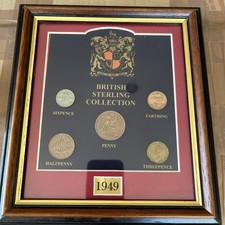 BRITISH
STERLING
COLLECTION
SIXPENCE
FARTHING
PENNY
HALFPENNY
THREEPENCE
1949